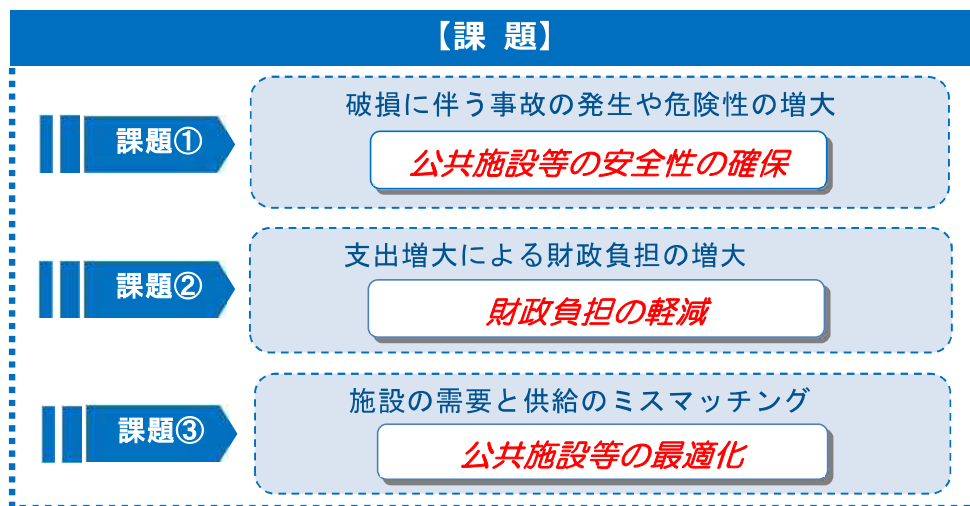 【課 題】
課題①
破損に伴う事故の発生や危険性の増大
公共施設等の安全性の確保
課題②
支出増大による財政負担の増大
財政負担の軽減
課題③
施設の需要と供給のミスマッチング
公共施設等の最適化